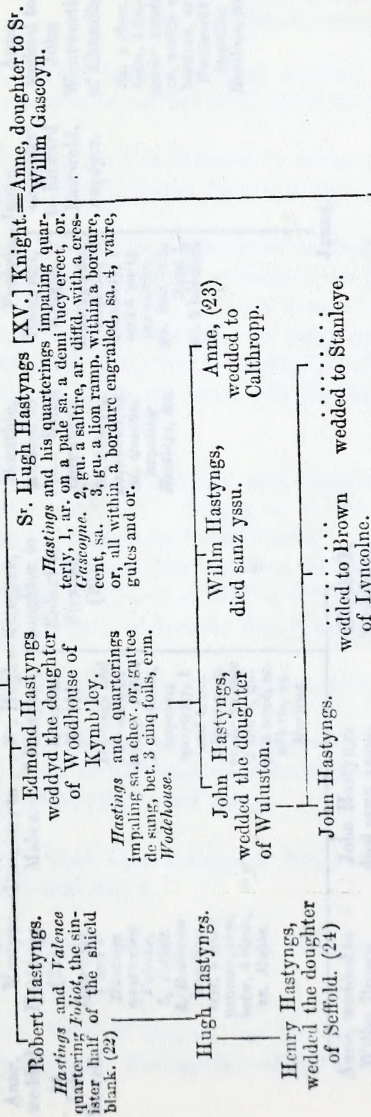 Robert Hastyngs.
Hastings and Valence
quartering Foliot, the sin-
ister half of the shield
blank. (22)
Hugh Hastyngs.
Henry Hastyngs,
wedded the doughter
of Seffold. (24)
Edmond Hastyngs
weddyd the doughter
of Woodhouse of
Kymb'ley.
Hastings and quarterings
impaling sa. a chev. or, guttee
de sang, bet. 3 cinq foils, erm.
Wodehouse.
John Hastyngs,
wedded the doughter
of Wuluston.
Willm Hastyngs,
died sanz yssu.
Anne, (23)
wedded to
Calthropp.
John Hastyngs.
.........
wedded to Brown
of Lyncolne.
.........
wedded to Stanleye.
Sr. Hugh Hastyngs [XV.] Knight.=Anne, doughter to Sr.
Willm Gascoyn.
Hastings and his quarterings impaling quar-
terly, 1, ar. on a pale sa. a demi lucy erect, or.
Gascoyne. 2, gu. a saltire, ar. diffd. with a cres-
cent, sa. 3, gu. a lion ramp. within a bordure,
or, all within a bordure engrailed, sa. 4, vaire,
gules and or.